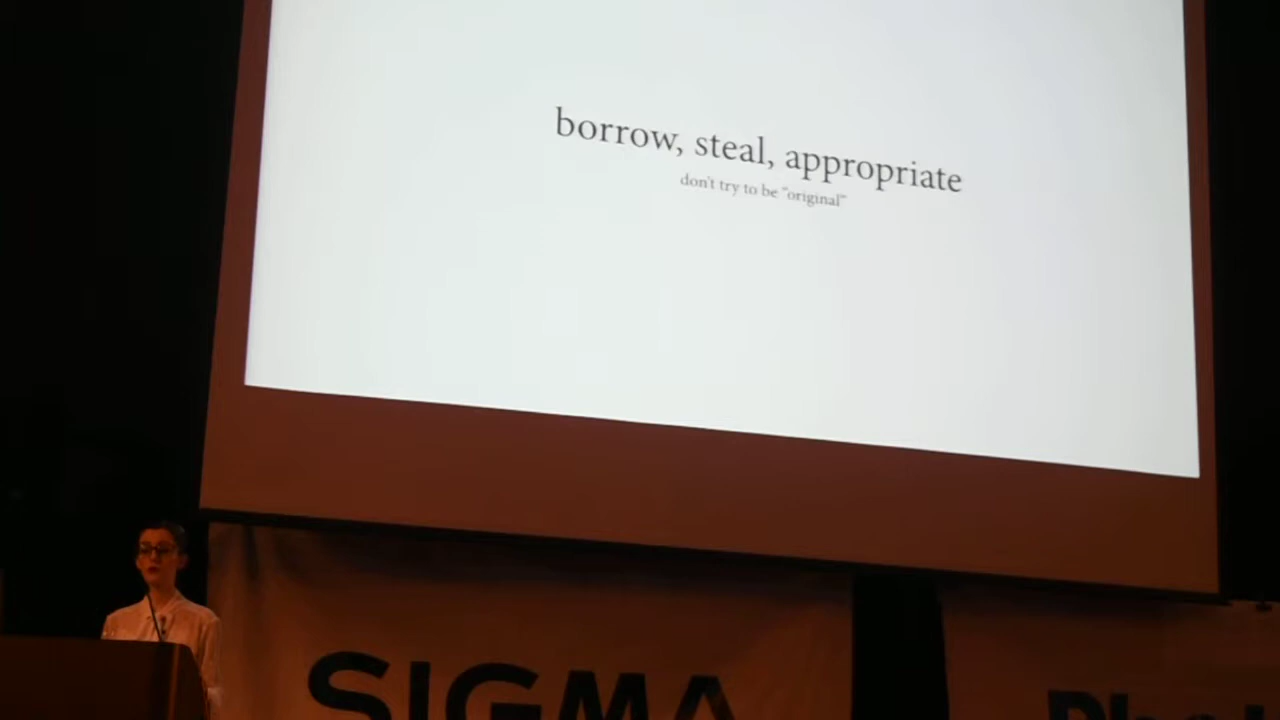 borrow, steal, appropriate
don't try to be "original"
SIGMA